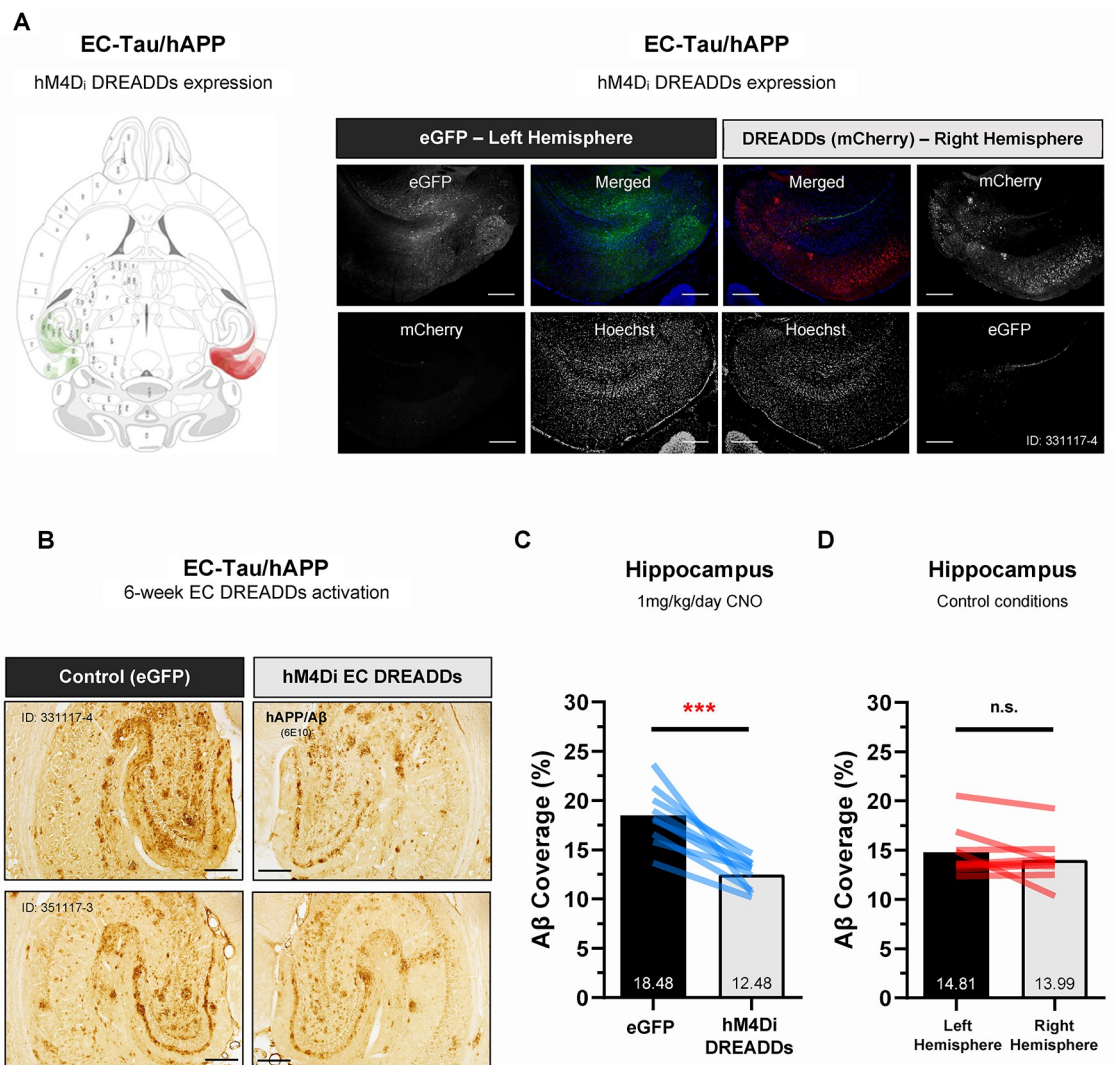 A
EC-Tau/hAPP
hM4Di DREADDs expression
EC-Tau/hAPP
hM4Di DREADDs expression
eGFP – Left Hemisphere
DREADDs (mCherry) – Right Hemisphere
eGFP
Merged
Merged
mCherry
mCherry
Hoechst
Hoechst
eGFP
ID: 331117-4
B
EC-Tau/hAPP
6-week EC DREADDs activation
Control (eGFP)
hM4Di EC DREADDs
ID: 331117-4
hAPP/Aβ
(6E10)
ID: 351117-3
C
Hippocampus
1mg/kg/day CNO
Aβ Coverage (%)
30
25
20
15
10
5
0
***
18.48
12.48
eGFP
hM4Di
DREADDs
D
Hippocampus
Control conditions
Aβ Coverage (%)
30
25
20
15
10
5
0
n.s.
14.81
13.99
Left
Hemisphere
Right
Hemisphere